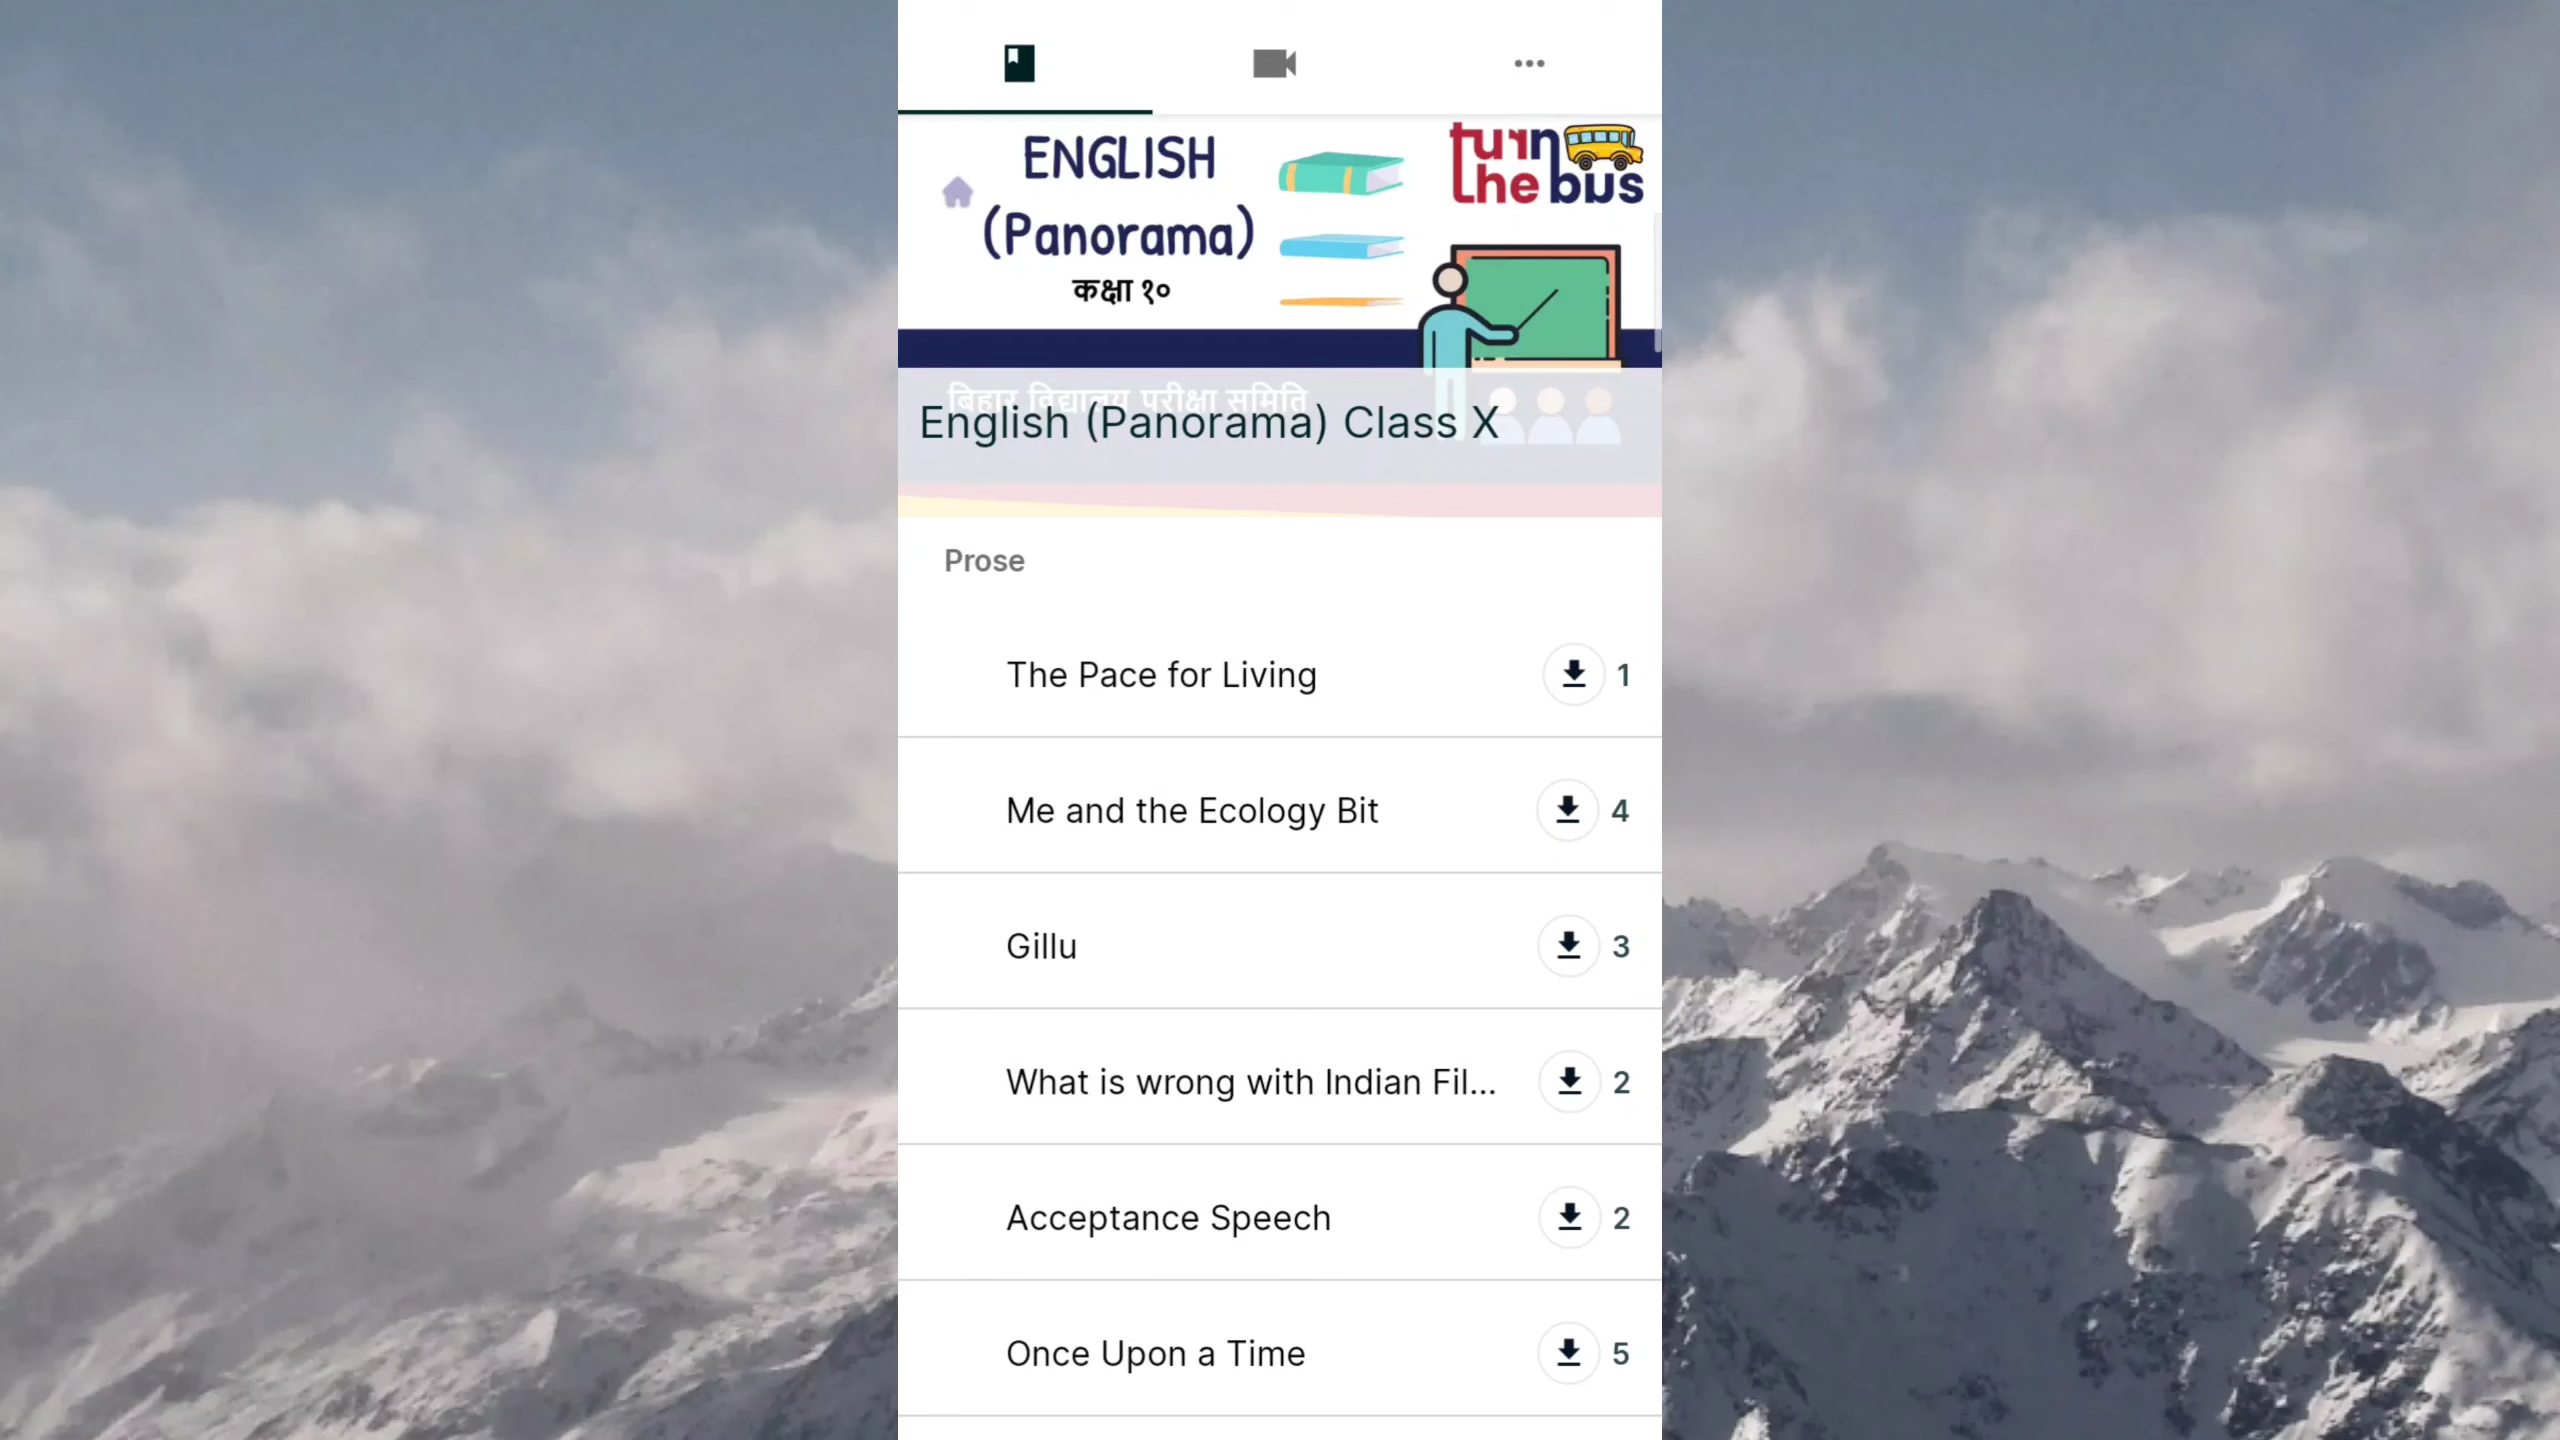 ENGLISH
(Panorama)
कक्षा १०
turn
the bus
बिहार विद्यालय परीक्षा समिति
English (Panorama) Class X
Prose
The Pace for Living 1
Me and the Ecology Bit 4
Gillu 3
What is wrong with Indian Fil... 2
Acceptance Speech 2
Once Upon a Time 5